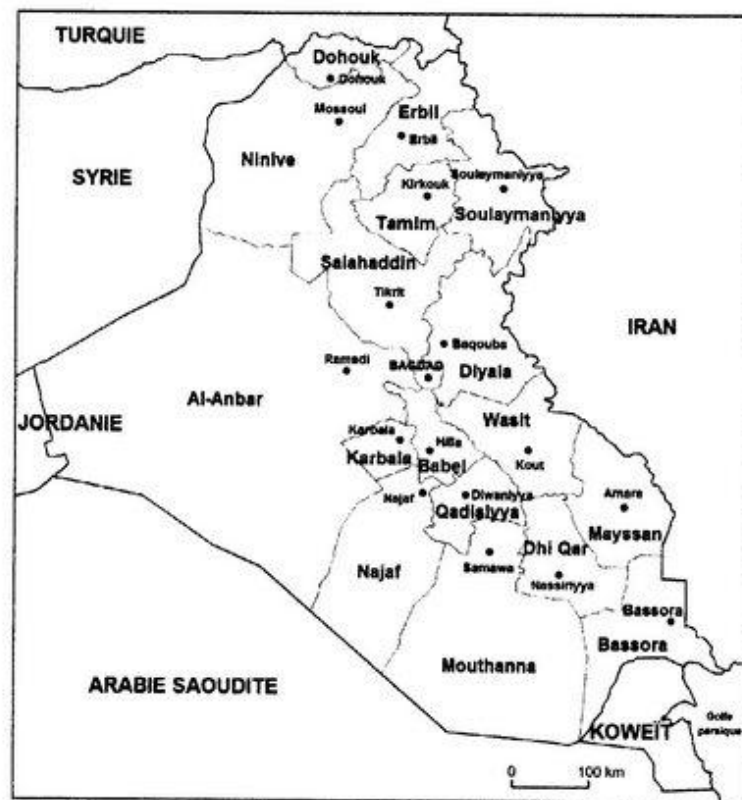 TURQUIE
Dohouk
Dohouk
Mossoul
Erbil
Erbil
Ninive
SYRIE
Kirkouk
Souleymaniyya
Soulaymaniyya
Tamim
Salahaddin
Tikrit
IRAN
Baqouba
Ramadi
BAGDAD
Diyala
Al-Anbar
JORDANIE
Wasit
Karbala
Karbala
Hilla
Babel
Kout
Najaf
Diwaniyya
Qadisiyya
Amara
Mayssan
Dhi Qar
Najaf
Samawa
Nassiriyya
Bassora
Bassora
Mouthanna
ARABIE SAOUDITE
KOWEÏT
Golfe
persique
0 100 km